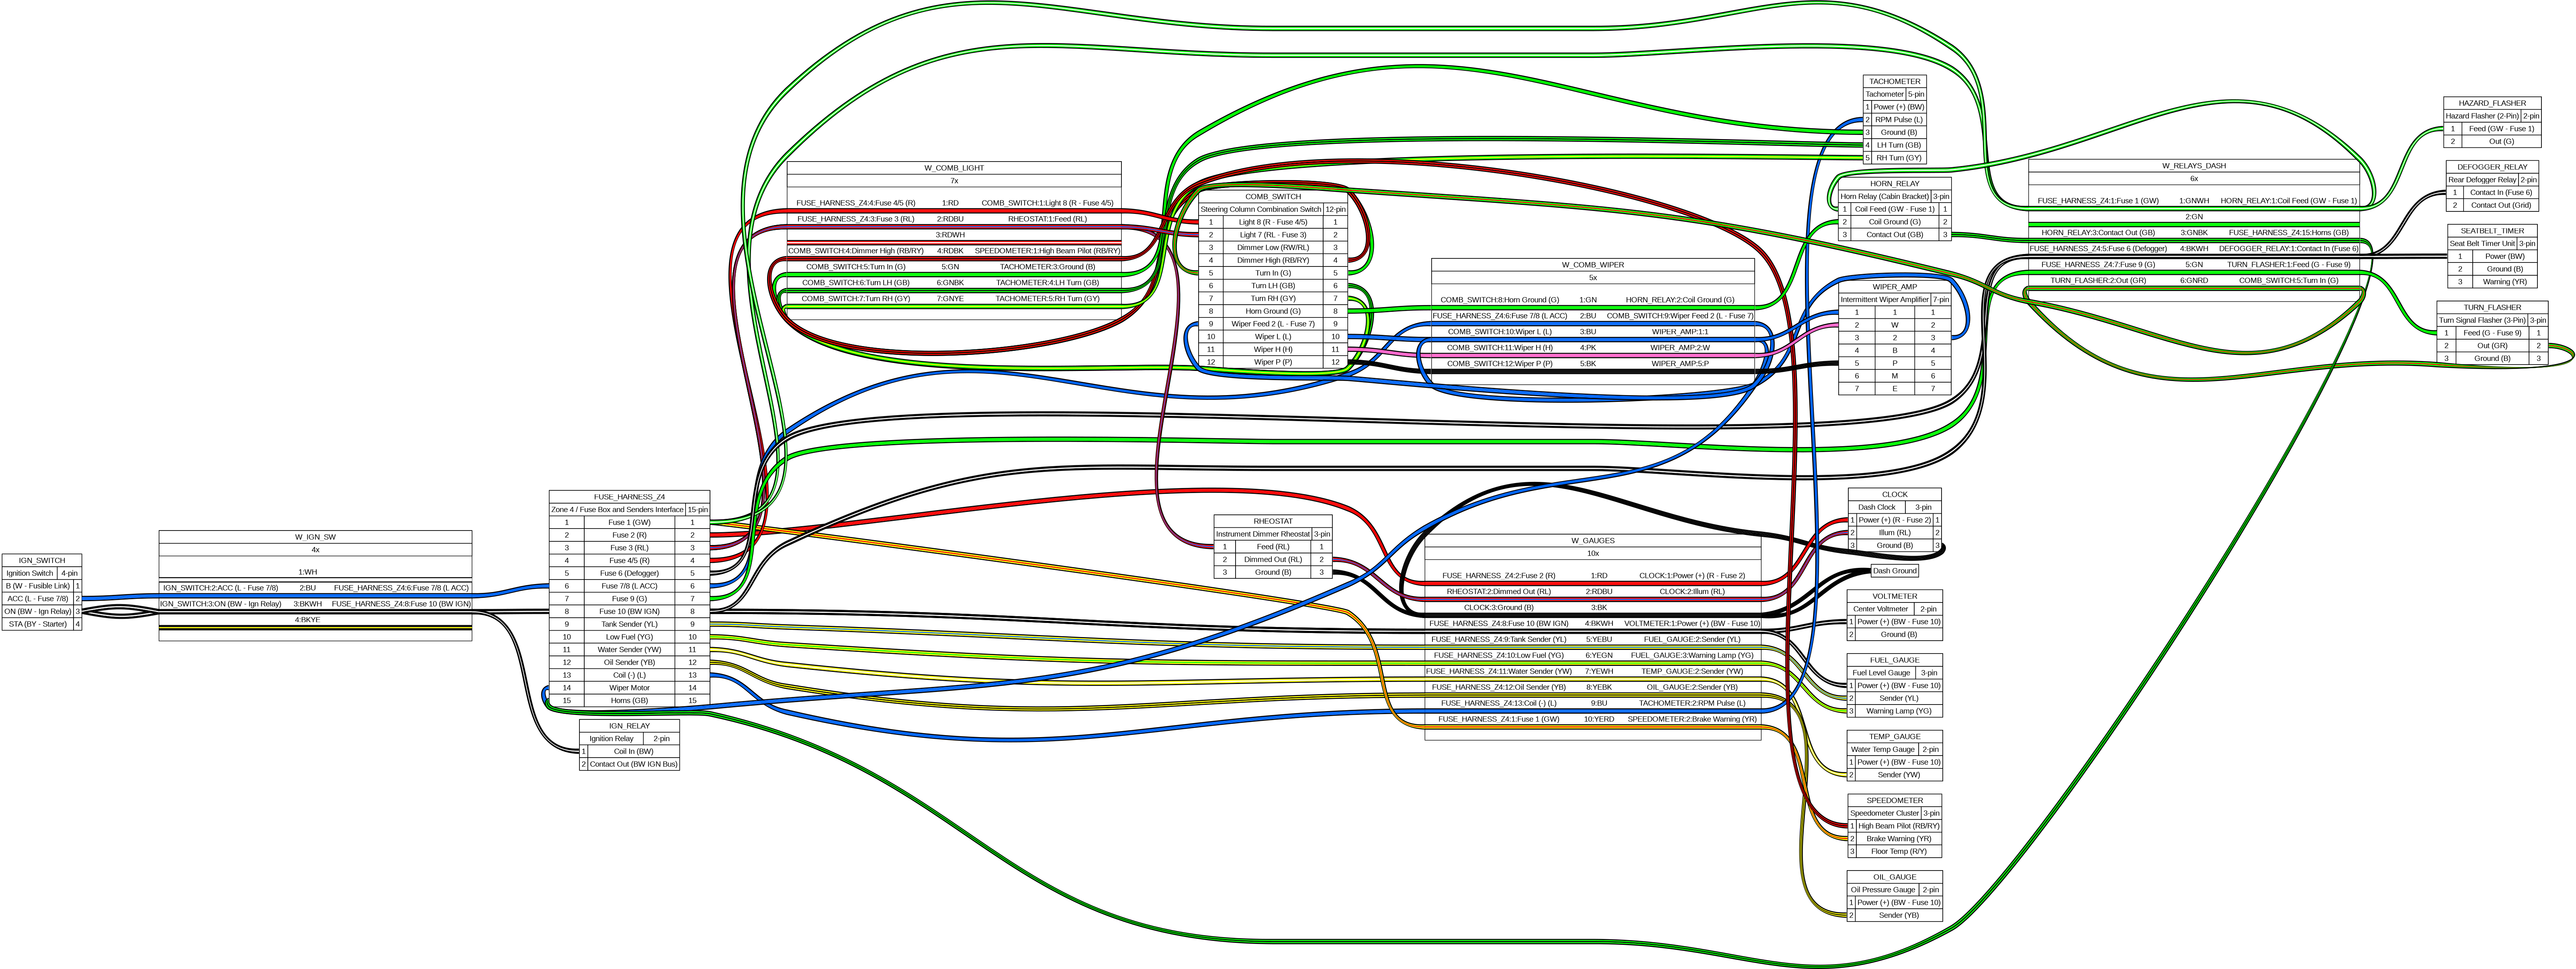 IGN_SWITCH
Ignition Switch 4-pin
B (W - Fusible Link) 1
ACC (L - Fuse 7/8) 2
ON (BW - Ign Relay) 3
STA (BY - Starter) 4
W_IGN_SW
4x
1:WH
IGN_SWITCH:2:ACC (L - Fuse 7/8) 2:BU FUSE_HARNESS_Z4:6:Fuse 7/8 (L ACC)
IGN_SWITCH:3:ON (BW - Ign Relay) 3:BKWH FUSE_HARNESS_Z4:8:Fuse 10 (BW IGN)
4:BKYE
FUSE_HARNESS_Z4
Zone 4 / Fuse Box and Senders Interface 15-pin
1 Fuse 1 (GW) 1
2 Fuse 2 (R) 2
3 Fuse 3 (RL) 3
4 Fuse 4/5 (R) 4
5 Fuse 6 (Defogger) 5
6 Fuse 7/8 (L ACC) 6
7 Fuse 9 (G) 7
8 Fuse 10 (BW IGN) 8
9 Tank Sender (YL) 9
10 Low Fuel (YG) 10
11 Water Sender (YW) 11
12 Oil Sender (YB) 12
13 Coil (-) (L) 13
14 Wiper Motor 14
15 Horns (GB) 15
IGN_RELAY
Ignition Relay 2-pin
1 Coil In (BW)
2 Contact Out (BW IGN Bus)
W_COMB_LIGHT
7x
FUSE_HARNESS_Z4:4:Fuse 4/5 (R) 1:RD COMB_SWITCH:1:Light 8 (R - Fuse 4/5)
FUSE_HARNESS_Z4:3:Fuse 3 (RL) 2:RDBU RHEOSTAT:1:Feed (RL)
3:RDWH
COMB_SWITCH:4:Dimmer High (RB/RY) 4:RDBK SPEEDOMETER:1:High Beam Pilot (RB/RY)
COMB_SWITCH:5:Turn In (G) 5:GN TACHOMETER:3:Ground (B)
COMB_SWITCH:6:Turn LH (GB) 6:GNBK TACHOMETER:4:LH Turn (GB)
COMB_SWITCH:7:Turn RH (GY) 7:GNYE TACHOMETER:5:RH Turn (GY)
COMB_SWITCH
Steering Column Combination Switch 12-pin
1 Light 8 (R - Fuse 4/5) 1
2 Light 7 (RL - Fuse 3) 2
3 Dimmer Low (RW/RL) 3
4 Dimmer High (RB/RY) 4
5 Turn In (G) 5
6 Turn LH (GB) 6
7 Turn RH (GY) 7
8 Horn Ground (G) 8
9 Wiper Feed 2 (L - Fuse 7) 9
10 Wiper L (L) 10
11 Wiper H (H) 11
12 Wiper P (P) 12
RHEOSTAT
Instrument Dimmer Rheostat 3-pin
1 Feed (RL) 1
2 Dimmed Out (RL) 2
3 Ground (B) 3
W_COMB_WIPER
5x
COMB_SWITCH:8:Horn Ground (G) 1:GN HORN_RELAY:2:Coil Ground (G)
FUSE_HARNESS_Z4:6:Fuse 7/8 (L ACC) 2:BU COMB_SWITCH:9:Wiper Feed 2 (L - Fuse 7)
COMB_SWITCH:10:Wiper L (L) 3:BU WIPER_AMP:1:1
COMB_SWITCH:11:Wiper H (H) 4:PK WIPER_AMP:2:W
COMB_SWITCH:12:Wiper P (P) 5:BK WIPER_AMP:5:P
W_GAUGES
10x
FUSE_HARNESS_Z4:2:Fuse 2 (R) 1:RD CLOCK:1:Power (+) (R - Fuse 2)
RHEOSTAT:2:Dimmed Out (RL) 2:RDBU CLOCK:2:Illum (RL)
CLOCK:3:Ground (B) 3:BK
FUSE_HARNESS_Z4:8:Fuse 10 (BW IGN) 4:BKWH VOLTMETER:1:Power (+) (BW - Fuse 10)
FUSE_HARNESS_Z4:9:Tank Sender (YL) 5:YEBU FUEL_GAUGE:2:Sender (YL)
FUSE_HARNESS_Z4:10:Low Fuel (YG) 6:YEGN FUEL_GAUGE:3:Warning Lamp (YG)
FUSE_HARNESS_Z4:11:Water Sender (YW) 7:YEWH TEMP_GAUGE:2:Sender (YW)
FUSE_HARNESS_Z4:12:Oil Sender (YB) 8:YEBK OIL_GAUGE:2:Sender (YB)
FUSE_HARNESS_Z4:13:Coil (-) (L) 9:BU TACHOMETER:2:RPM Pulse (L)
FUSE_HARNESS_Z4:1:Fuse 1 (GW) 10:YERD SPEEDOMETER:2:Brake Warning (YR)
TACHOMETER
Tachometer 5-pin
1 Power (+) (BW)
2 RPM Pulse (L)
3 Ground (B)
4 LH Turn (GB)
5 RH Turn (GY)
HORN_RELAY
Horn Relay (Cabin Bracket) 3-pin
1 Coil Feed (GW - Fuse 1) 1
2 Coil Ground (G) 2
3 Contact Out (GB) 3
WIPER_AMP
Intermittent Wiper Amplifier 7-pin
1 1 1
2 W 2
3 2 3
4 B 4
5 P 5
6 M 6
7 E 7
CLOCK
Dash Clock 3-pin
1 Power (+) (R - Fuse 2) 1
2 Illum (RL) 2
3 Ground (B) 3
Dash Ground
VOLTMETER
Center Voltmeter 2-pin
1 Power (+) (BW - Fuse 10)
2 Ground (B)
FUEL_GAUGE
Fuel Level Gauge 3-pin
1 Power (+) (BW - Fuse 10)
2 Sender (YL)
3 Warning Lamp (YG)
TEMP_GAUGE
Water Temp Gauge 2-pin
1 Power (+) (BW - Fuse 10)
2 Sender (YW)
SPEEDOMETER
Speedometer Cluster 3-pin
1 High Beam Pilot (RB/RY)
2 Brake Warning (YR)
3 Floor Temp (R/Y)
OIL_GAUGE
Oil Pressure Gauge 2-pin
1 Power (+) (BW - Fuse 10)
2 Sender (YB)
W_RELAYS_DASH
6x
FUSE_HARNESS_Z4:1:Fuse 1 (GW) 1:GNWH HORN_RELAY:1:Coil Feed (GW - Fuse 1)
2:GN
HORN_RELAY:3:Contact Out (GB) 3:GNBK FUSE_HARNESS_Z4:15:Horns (GB)
FUSE_HARNESS_Z4:5:Fuse 6 (Defogger) 4:BKWH DEFOGGER_RELAY:1:Contact In (Fuse 6)
FUSE_HARNESS_Z4:7:Fuse 9 (G) 5:GN TURN_FLASHER:1:Feed (G - Fuse 9)
TURN_FLASHER:2:Out (GR) 6:GNRD COMB_SWITCH:5:Turn In (G)
HAZARD_FLASHER
Hazard Flasher (2-Pin) 2-pin
1 Feed (GW - Fuse 1)
2 Out (G)
DEFOGGER_RELAY
Rear Defogger Relay 2-pin
1 Contact In (Fuse 6)
2 Contact Out (Grid)
SEATBELT_TIMER
Seat Belt Timer Unit 3-pin
1 Power (BW)
2 Ground (B)
3 Warning (YR)
TURN_FLASHER
Turn Signal Flasher (3-Pin) 3-pin
1 Feed (G - Fuse 9) 1
2 Out (GR) 2
3 Ground (B) 3